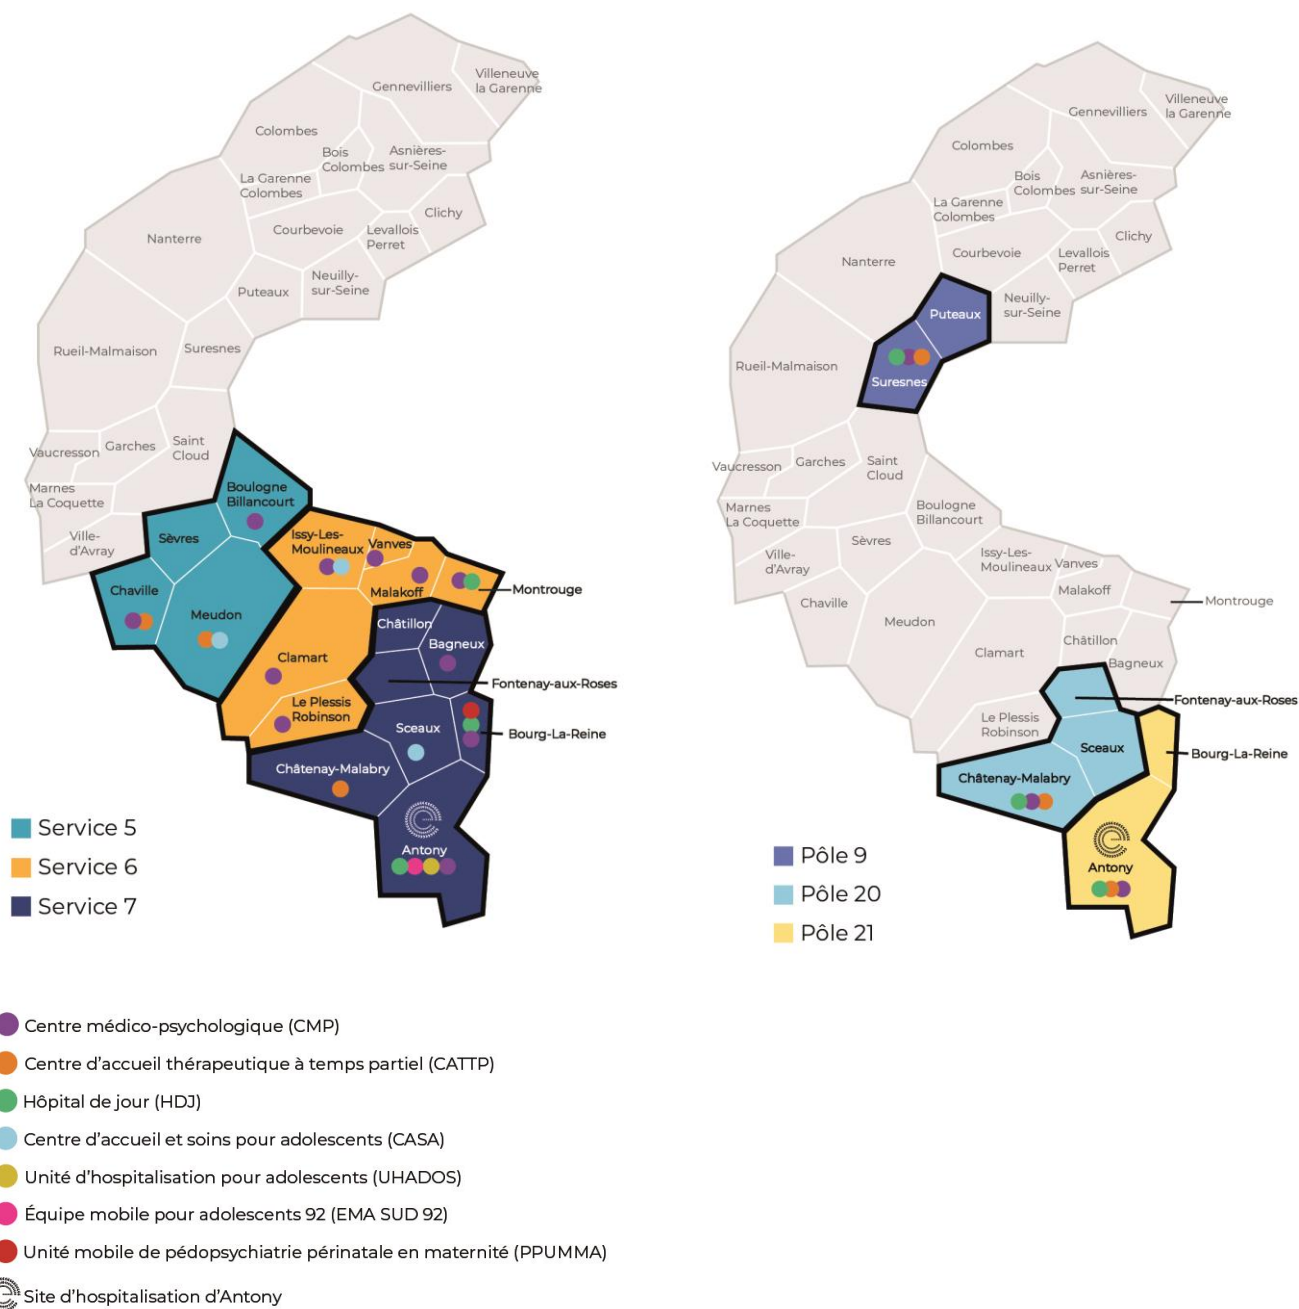 Gennevilliers
Villeneuve
la Garenne
Colombes
Bois
Colombes
Asnières-
sur-Seine
La Garenne
Colombes
Clichy
Courbevoie
Levallois
Perret
Nanterre
Neuilly-
sur-Seine
Puteaux
Rueil-Malmaison
Suresnes
Vaucresson
Garches
Saint
Cloud
Marnes
La Coquette
Boulogne
Billancourt
Ville-
d'Avray
Sèvres
Issy-Les-
Moulineaux
Vanves
Chaville
Malakoff
Montrouge
Meudon
Châtillon
Bagneux
Clamart
Fontenay-aux-Roses
Le Plessis
Robinson
Sceaux
Bourg-La-Reine
Châtenay-Malabry
Antony
Service 5
Service 6
Service 7
Gennevilliers
Villeneuve
la Garenne
Colombes
Bois
Colombes
Asnières-
sur-Seine
La Garenne
Colombes
Clichy
Courbevoie
Levallois
Perret
Nanterre
Neuilly-
sur-Seine
Puteaux
Rueil-Malmaison
Suresnes
Vaucresson
Garches
Saint
Cloud
Marnes
La Coquette
Boulogne
Billancourt
Ville-
d'Avray
Sèvres
Issy-Les-
Moulineaux
Vanves
Chaville
Malakoff
Montrouge
Meudon
Châtillon
Bagneux
Clamart
Fontenay-aux-Roses
Le Plessis
Robinson
Sceaux
Bourg-La-Reine
Châtenay-Malabry
Antony
Pôle 9
Pôle 20
Pôle 21
Centre médico-psychologique (CMP)
Centre d'accueil thérapeutique à temps partiel (CATTP)
Hôpital de jour (HDJ)
Centre d'accueil et soins pour adolescents (CASA)
Unité d'hospitalisation pour adolescents (UHADOS)
Équipe mobile pour adolescents 92 (EMA SUD 92)
Unité mobile de pédopsychiatrie périnatale en maternité (PPUMMA)
Site d'hospitalisation d'Antony